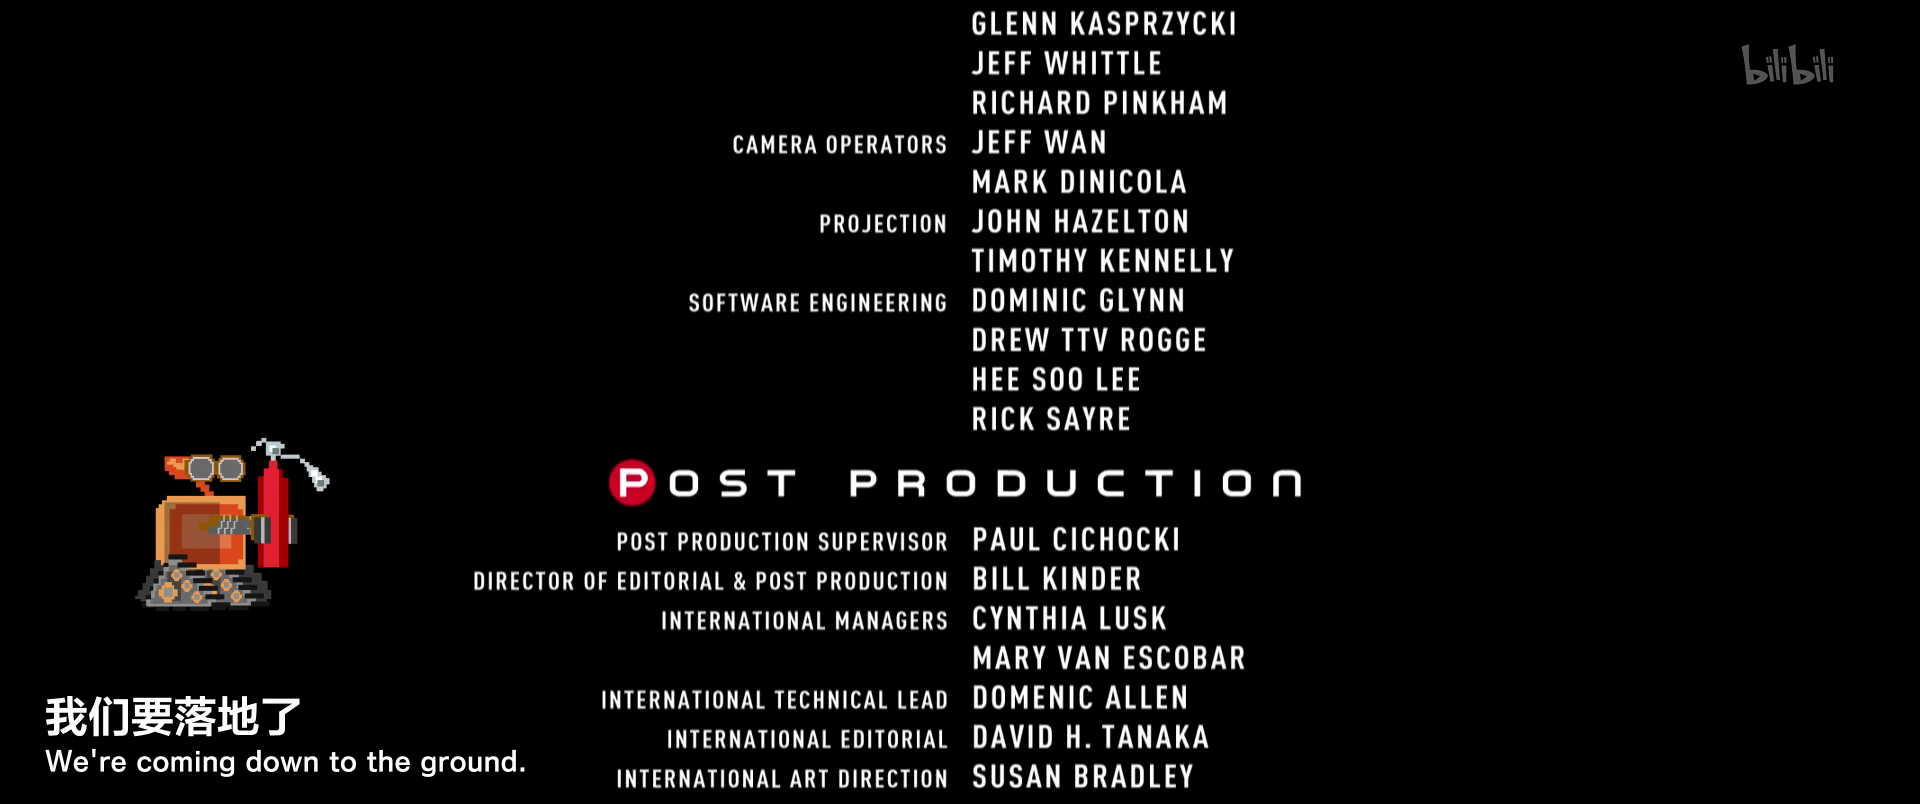 GLENN KASPRZYCKI
JEFF WHITTLE
bilibili
RICHARD PINKHAM
CAMERA OPERATORS JEFF WAN
MARK DINICOLA
PROJECTION JOHN HAZELTON
TIMOTHY KENNELLY
SOFTWARE ENGINEERING DOMINIC GLYNN
DREW TTV ROGGE
HEE SOO LEE
RICK SAYRE
POST PRODUCTION
POST PRODUCTION SUPERVISOR PAUL CICHOCKI
DIRECTOR OF EDITORIAL & POST PRODUCTION BILL KINDER
INTERNATIONAL MANAGERS CYNTHIA LUSK
MARY VAN ESCOBAR
INTERNATIONAL TECHNICAL LEAD DOMENIC ALLEN
INTERNATIONAL EDITORIAL DAVID H. TANAKA
INTERNATIONAL ART DIRECTION SUSAN BRADLEY
我们要落地了
We're coming down to the ground.